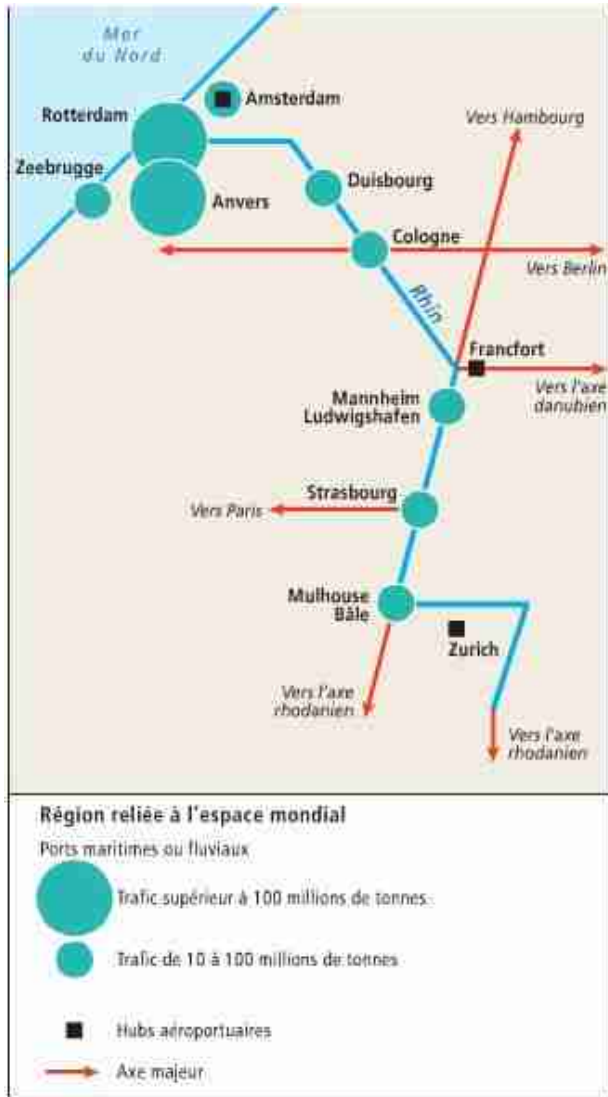 Mer
du Nord
Rotterdam
Amsterdam
Vers Hambourg
Zeebrugge
Anvers
Duisbourg
Cologne
Vers Berlin
Rhin
Francfort
Mannheim
Ludwigshafen
Vers l'axe
danubien
Strasbourg
Vers Paris
Mulhouse
Bâle
Zurich
Vers l'axe
rhodanien
Vers l'axe
rhodanien
Région reliée à l'espace mondial
Ports maritimes ou fluviaux
Trafic supérieur à 100 millions de tonnes
Trafic de 10 à 100 millions de tonnes
Hubs aéroportuaires
Axe majeur